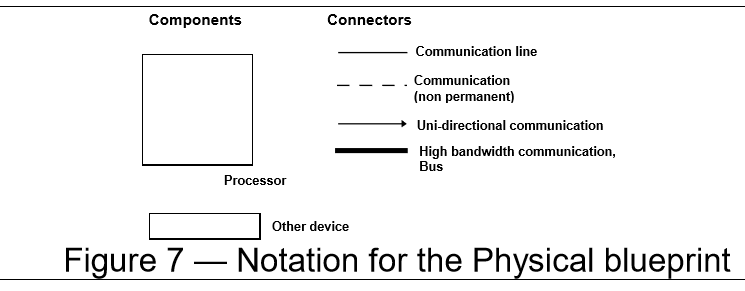 Components
Connectors
Communication line
Communication
(non permanent)
Uni-directional communication
High bandwidth communication,
Bus
Processor
Other device
Figure 7 — Notation for the Physical blueprint